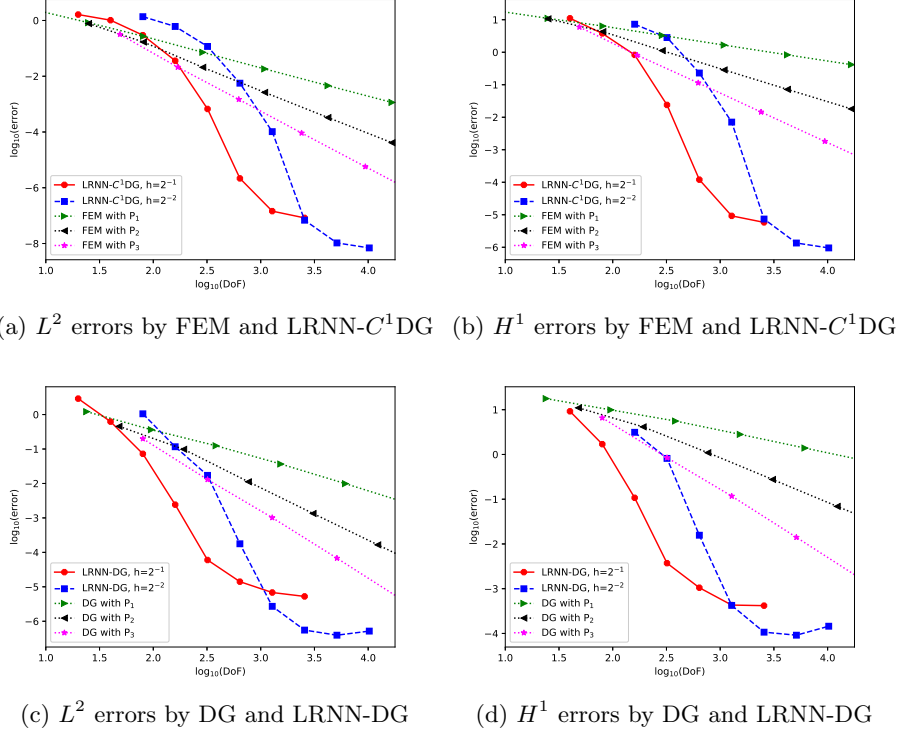 log₁₀(error)
1.0 1.5 2.0 2.5 3.0 3.5 4.0
log₁₀(DoF)
0
−2
−4
−6
−8
LRNN-C¹DG, h=2⁻¹
LRNN-C¹DG, h=2⁻²
FEM with P₁
FEM with P₂
FEM with P₃
log₁₀(error)
1.0 1.5 2.0 2.5 3.0 3.5 4.0
log₁₀(DoF)
1
0
−1
−2
−3
−4
−5
−6
LRNN-C¹DG, h=2⁻¹
LRNN-C¹DG, h=2⁻²
FEM with P₁
FEM with P₂
FEM with P₃
a) L² errors by FEM and LRNN-C¹DG
(b) H¹ errors by FEM and LRNN-C¹DG
log₁₀(error)
1.0 1.5 2.0 2.5 3.0 3.5 4.0
log₁₀(DoF)
0
−1
−2
−3
−4
−5
−6
LRNN-DG, h=2⁻¹
LRNN-DG, h=2⁻²
DG with P₁
DG with P₂
DG with P₃
log₁₀(error)
1.0 1.5 2.0 2.5 3.0 3.5 4.0
log₁₀(DoF)
1
0
−1
−2
−3
−4
LRNN-DG, h=2⁻¹
LRNN-DG, h=2⁻²
DG with P₁
DG with P₂
DG with P₃
(c) L² errors by DG and LRNN-DG
(d) H¹ errors by DG and LRNN-DG